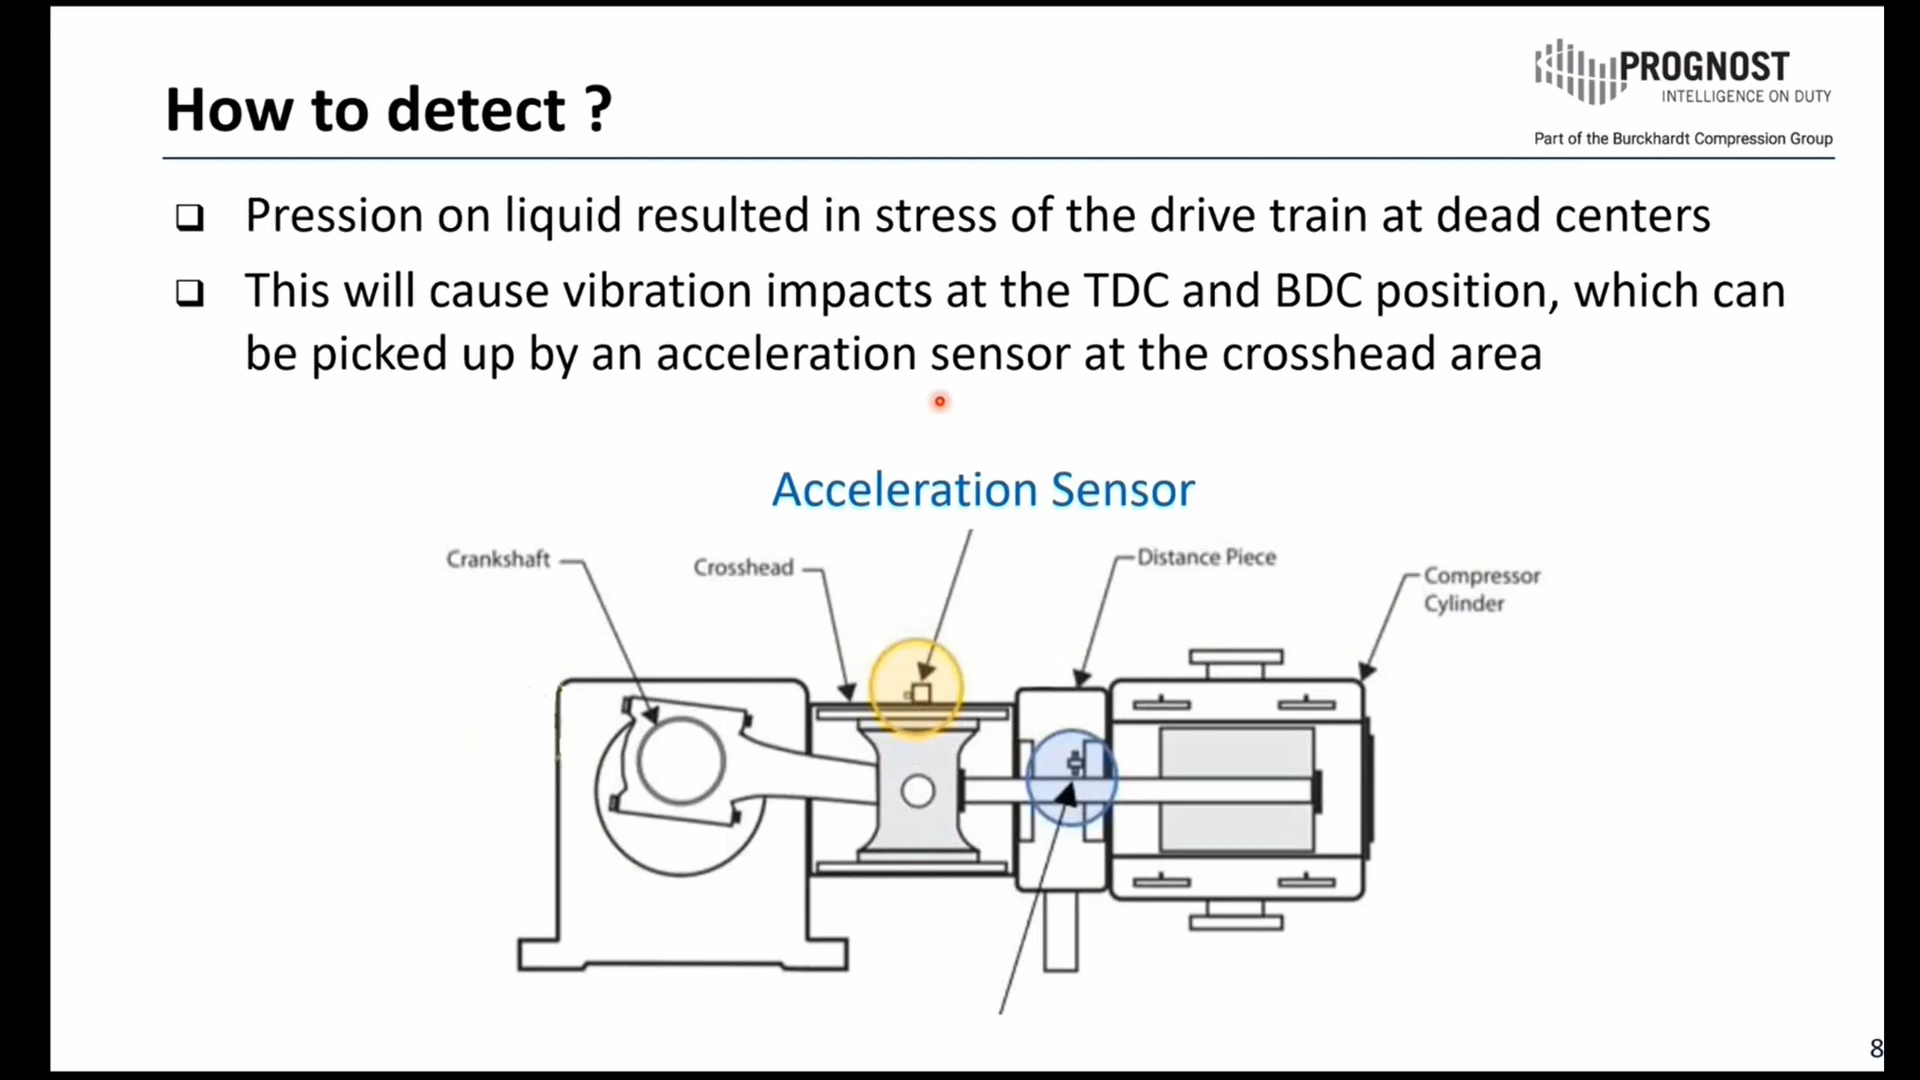 PROGNOST
INTELLIGENCE ON DUTY
Part of the Burckhardt Compression Group
How to detect ?
Pression on liquid resulted in stress of the drive train at dead centers
This will cause vibration impacts at the TDC and BDC position, which can
be picked up by an acceleration sensor at the crosshead area
Acceleration Sensor
Crankshaft
Crosshead
Distance Piece
Compressor
Cylinder
8